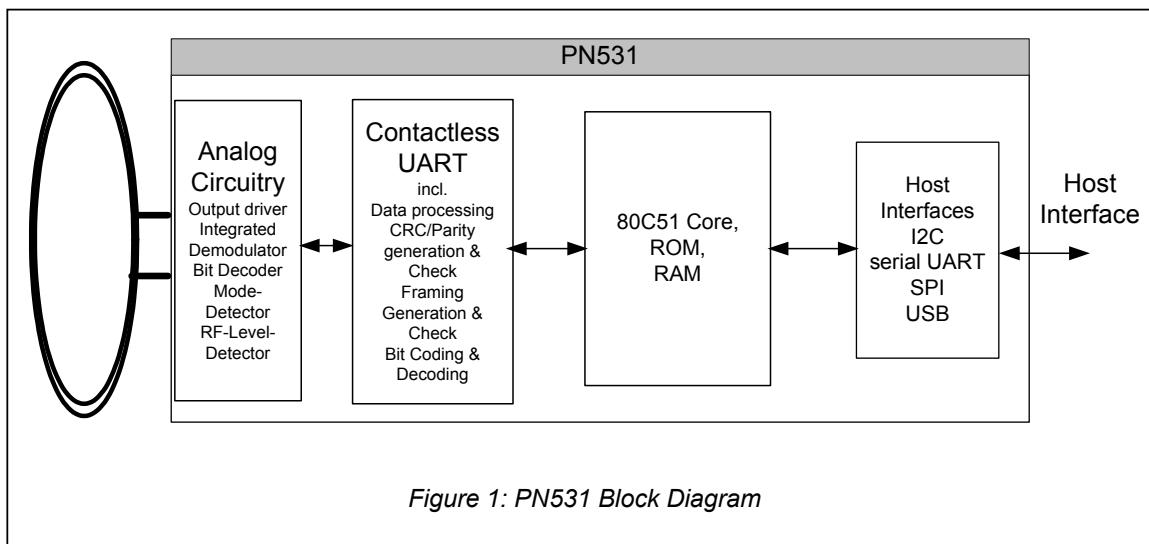 PN531
Analog
Circuitry
Output driver
Integrated
Demodulator
Bit Decoder
Mode-
Detector
RF-Level-
Detector
Contactless
UART
incl.
Data processing
CRC/Parity
generation &
Check
Framing
Generation &
Check
Bit Coding &
Decoding
80C51 Core,
ROM,
RAM
Host
Interfaces
I2C
serial UART
SPI
USB
Host
Interface
Figure 1: PN531 Block Diagram